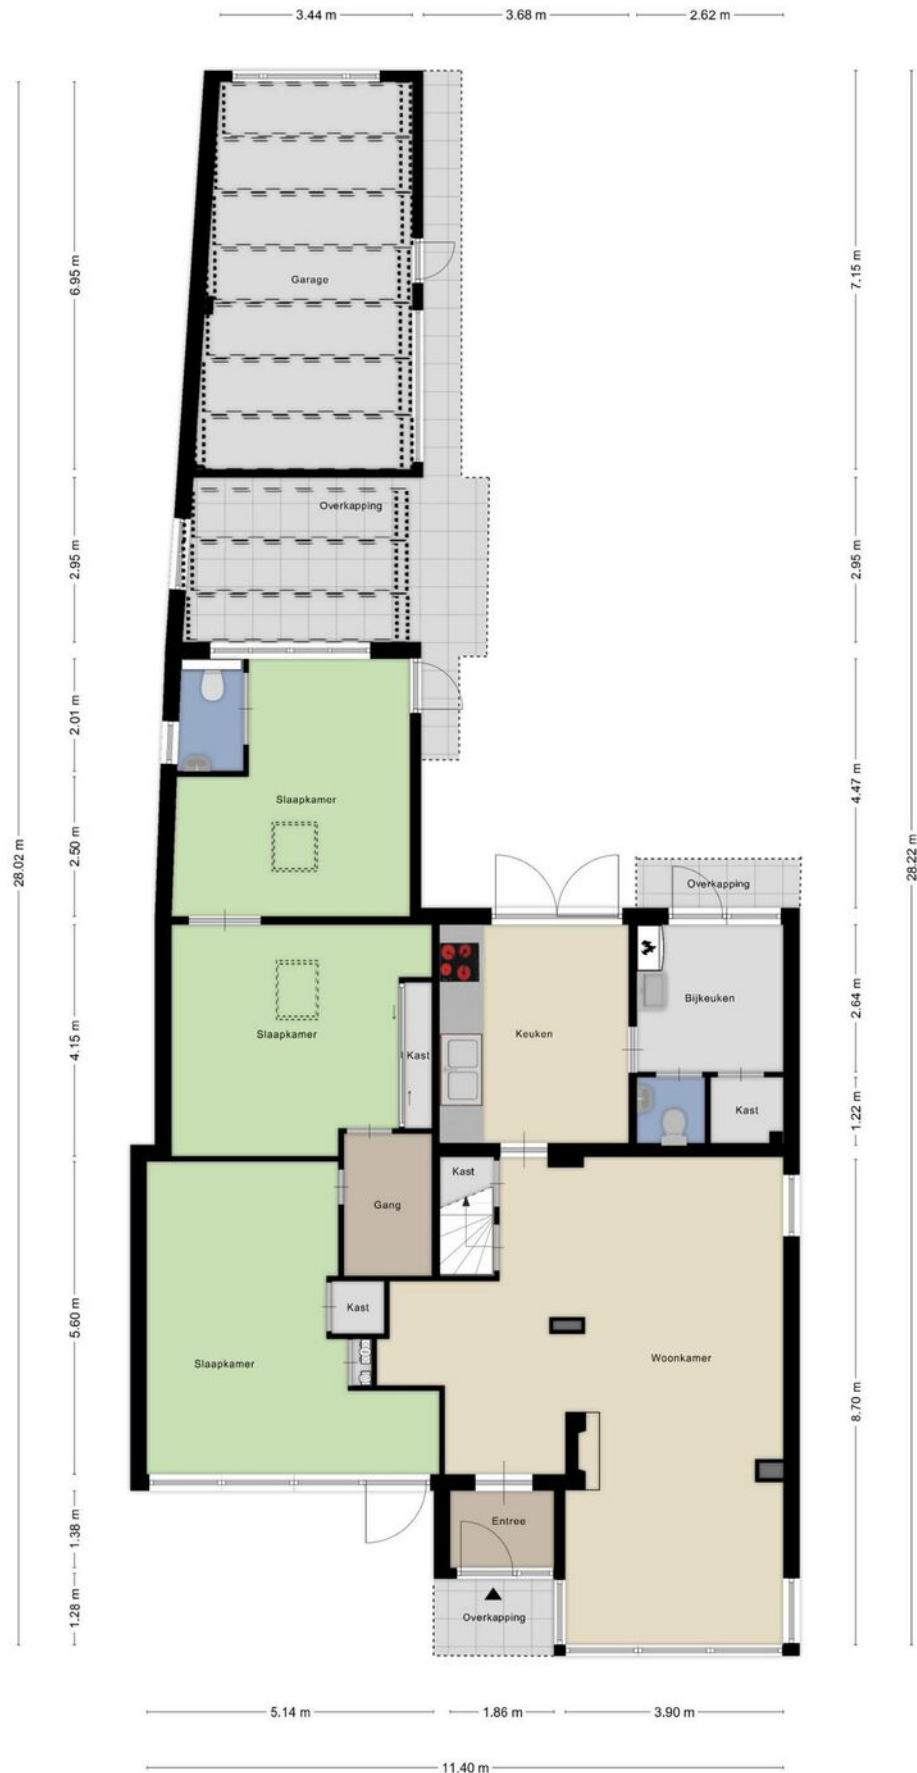 3.44 m
3.68 m
2.62 m
6.95 m
7.15 m
Garage
Overkapping
2.95 m
2.95 m
2.01 m
4.47 m
Slaapkamer
2.50 m
28.02 m
28.22 m
Overkapping
Bijkeuken
2.64 m
Keuken
Slaapkamer
4.15 m
Kast
Kast
1.22 m
Kast
Gang
Kast
5.60 m
Slaapkamer
Woonkamer
8.70 m
Entree
1.38 m
1.28 m
Overkapping
5.14 m
1.86 m
3.90 m
11.40 m